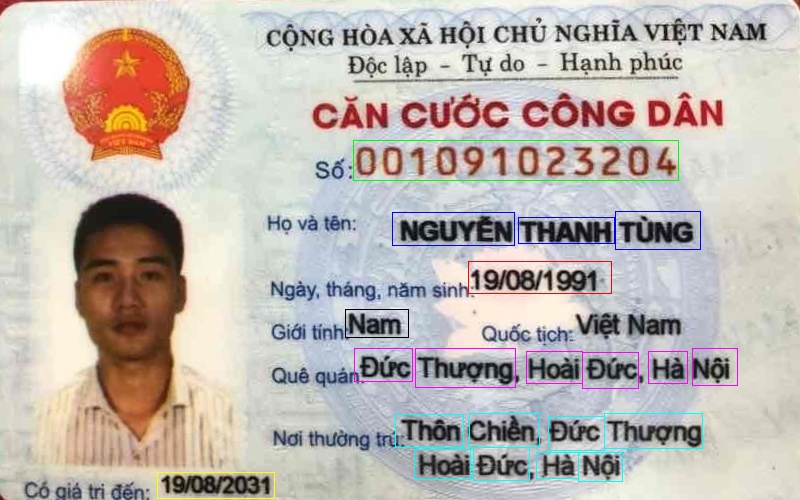 CỘNG HÒA XÃ HỘI CHỦ NGHĨA VIỆT NAM
Độc lập - Tự do - Hạnh phúc
CĂN CƯỚC CÔNG DÂN
Số: 001091023204
Họ và tên: NGUYỄN THANH TÙNG
Ngày, tháng, năm sinh: 19/08/1991
Giới tính: Nam Quốc tịch: Việt Nam
Quê quán: Đức Thượng, Hoài Đức, Hà Nội
Nơi thường trú: Thôn Chiền, Đức Thượng
Hoài Đức, Hà Nội
Có giá trị đến: 19/08/2031